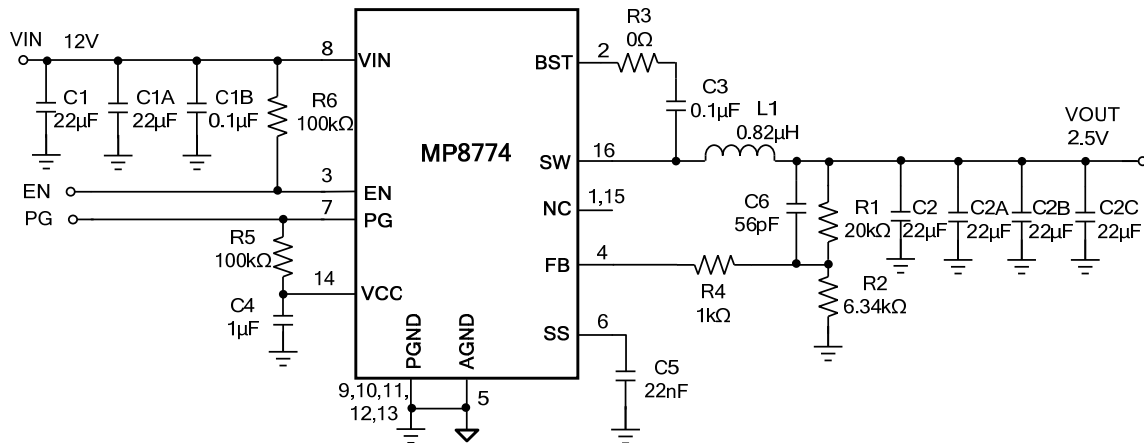 VIN 12V
C1
22µF
C1A
22µF
C1B
0.1µF
R6
100kΩ
EN
PG
R5
100kΩ
C4
1µF
8
3
7
14
VIN
EN
PG
VCC
MP8774
BST
SW
NC
FB
SS
PGND
AGND
9,10,11,
12,13
5
2
16
1,15
4
6
R3
0Ω
C3
0.1µF
L1
0.82µH
C6
56pF
R1
20kΩ
R4
1kΩ
R2
6.34kΩ
C5
22nF
C2
22µF
C2A
22µF
C2B
22µF
C2C
22µF
VOUT
2.5V